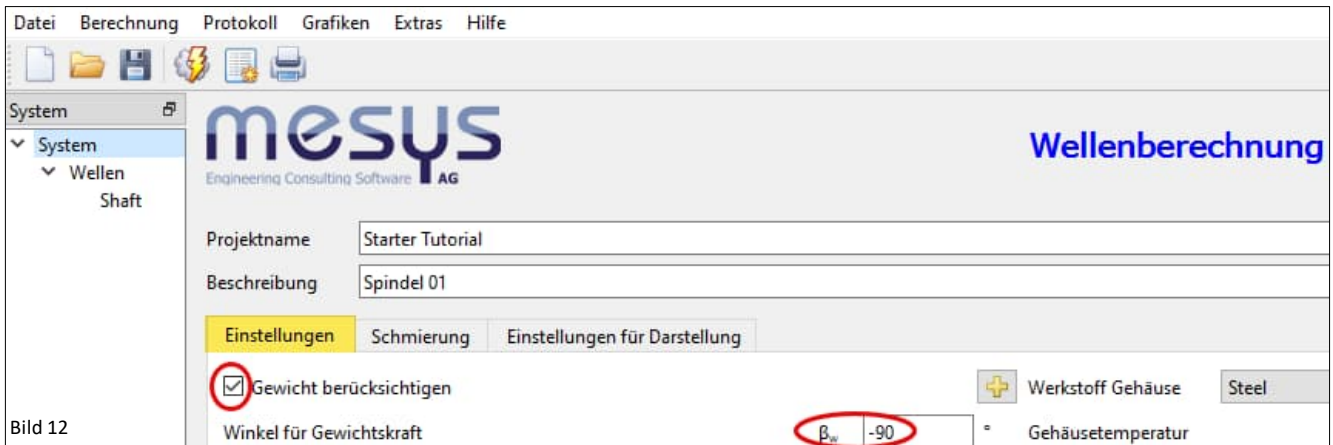 Datei Berechnung Protokoll Grafiken Extras Hilfe
System
System
Wellen
Shaft
mesys
Engineering Consulting Software AG
Wellenberechnung
Projektname Starter Tutorial
Beschreibung Spindel 01
Einstellungen Schmierung Einstellungen für Darstellung
Gewicht berücksichtigen Werkstoff Gehäuse Steel
Winkel für Gewichtskraft βw -90 ° Gehäusetemperatur
Bild 12